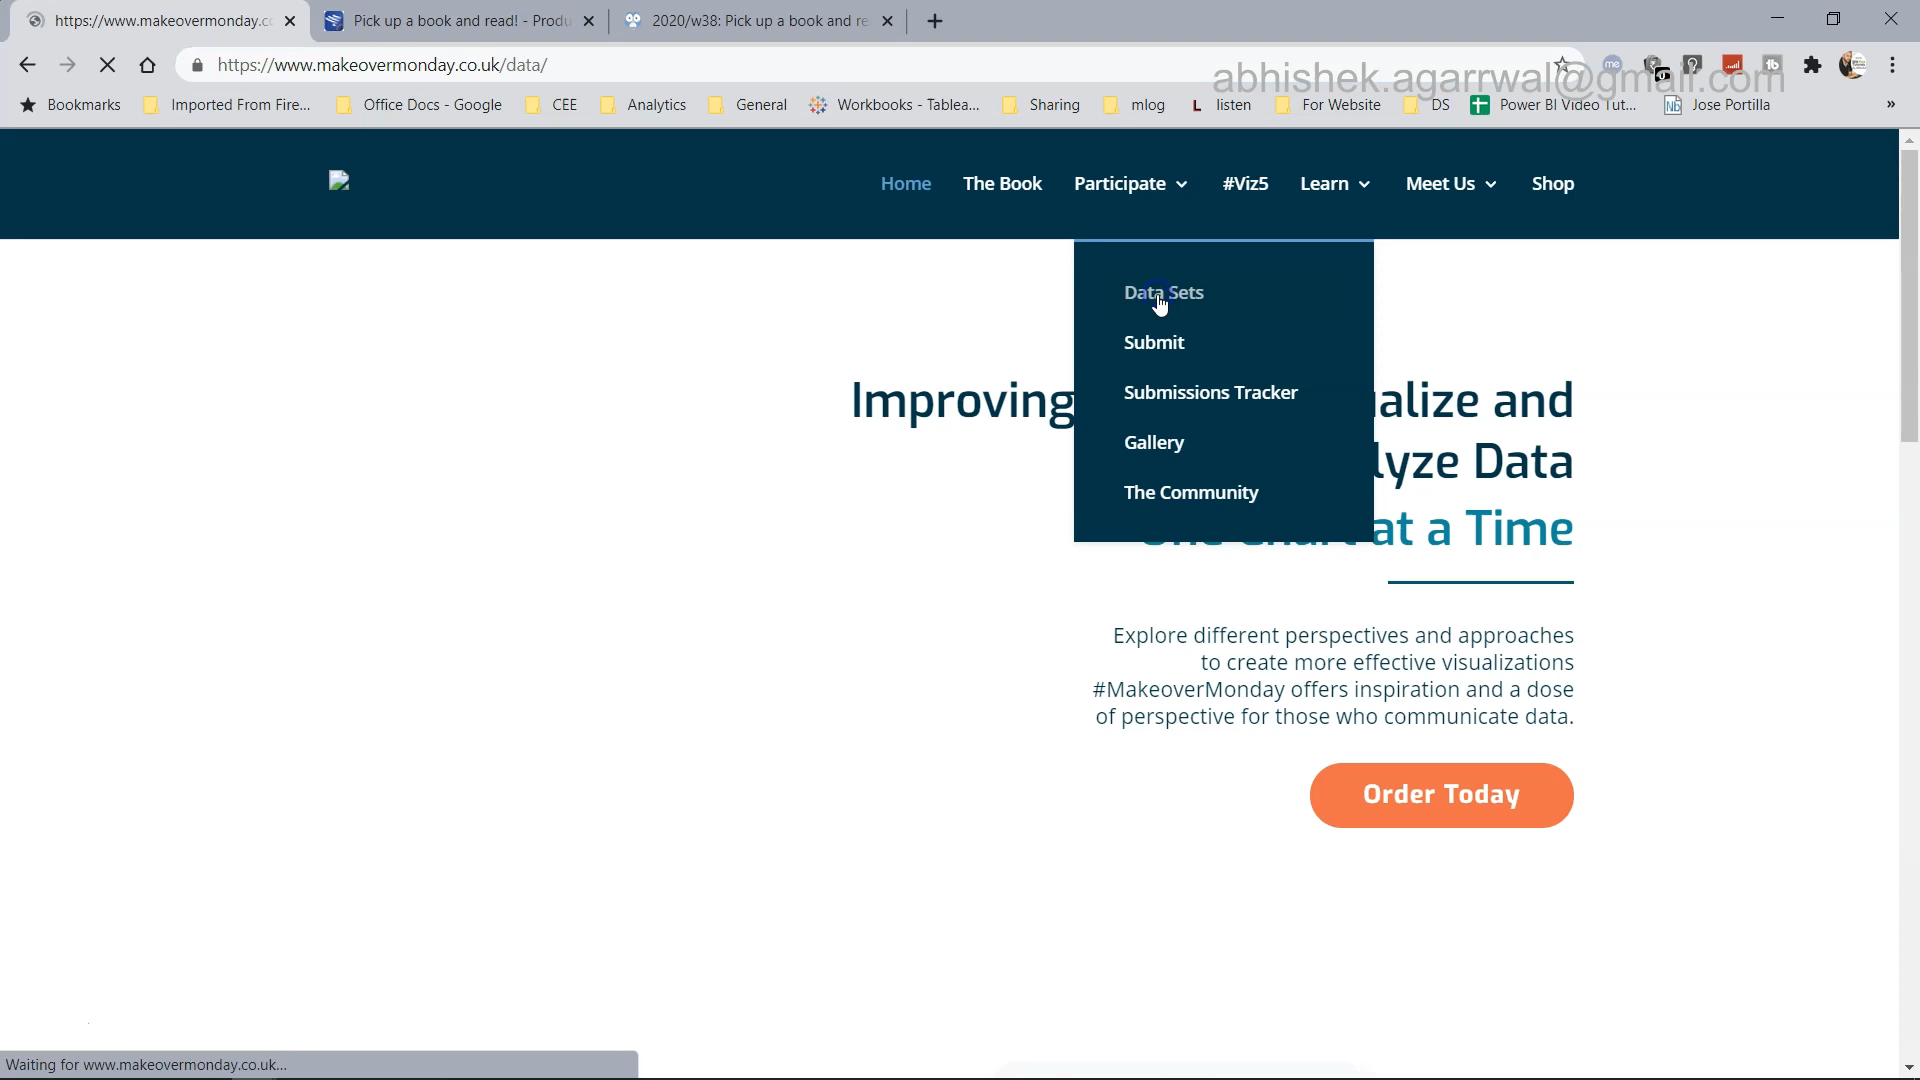 https://www.makeovermonday.c
Pick up a book and read! - Produ
2020/w38: Pick up a book and re
https://www.makeovermonday.co.uk/data/
abhishek.agarrwal@gmail.com
Bookmarks
Imported From Fire...
Office Docs - Google
CEE
Analytics
General
Workbooks - Tablea...
Sharing
mlog
L listen
For Website
DS
Power BI Video Tut...
Nb Jose Portilla
»
Home
The Book
Participate
#Viz5
Learn
Meet Us
Shop
Data Sets
Submit
Submissions Tracker
Gallery
The Community
Improving alize and
lyze Data
at a Time
Explore different perspectives and approaches
to create more effective visualizations
#MakeoverMonday offers inspiration and a dose
of perspective for those who communicate data.
Order Today
Waiting for www.makeovermonday.co.uk...